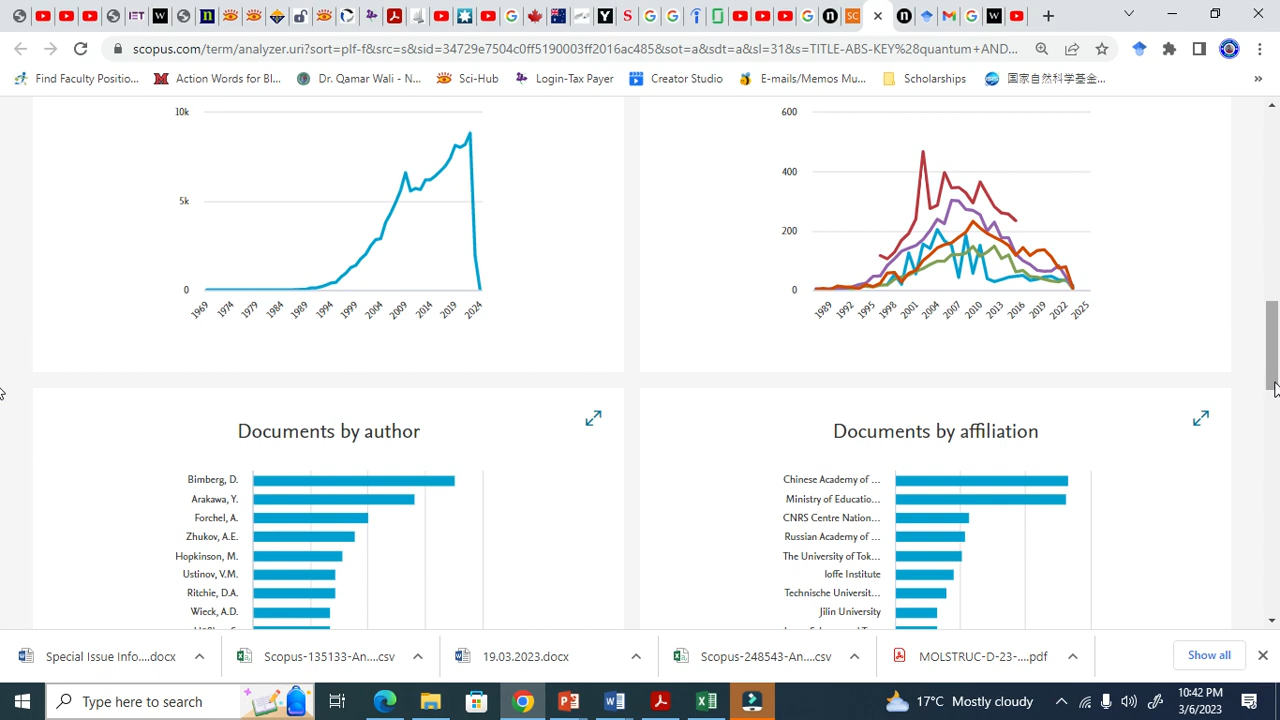 scopus.com/term/analyzer.uri?sort=plf-f&src=s&sid=34729e7504c0ff5190003ff2016ac485&sot=a&sdt=a&sl=31&s=TITLE-ABS-KEY%28quantum+AND...
Find Faculty Positio... Action Words for Bl... Dr. Qamar Wali - N... Sci-Hub Login-Tax Payer Creator Studio E-mails/Memos Mu... Scholarships 国家自然科学基金...
10k
5k
0
1969 1974 1979 1984 1989 1994 1999 2004 2009 2014 2019 2024
600
400
200
0
1989 1992 1995 1998 2001 2004 2007 2010 2013 2016 2019 2022 2025
Documents by author
Bimberg, D.
Arakawa, Y.
Forchel, A.
Zhukov, A.E.
Hopkinson, M.
Ustinov, V.M.
Ritchie, D.A.
Wieck, A.D.
Documents by affiliation
Chinese Academy of ...
Ministry of Educatio...
CNRS Centre Nation...
Russian Academy of ...
The University of Tok...
Ioffe Institute
Technische Universit...
Jilin University
Special Issue Info....docx Scopus-135133-An....csv 19.03.2023.docx Scopus-248543-An....csv MOLSTRUC-D-23-....pdf Show all
Type here to search 17°C Mostly cloudy 10:42 PM
3/6/2023